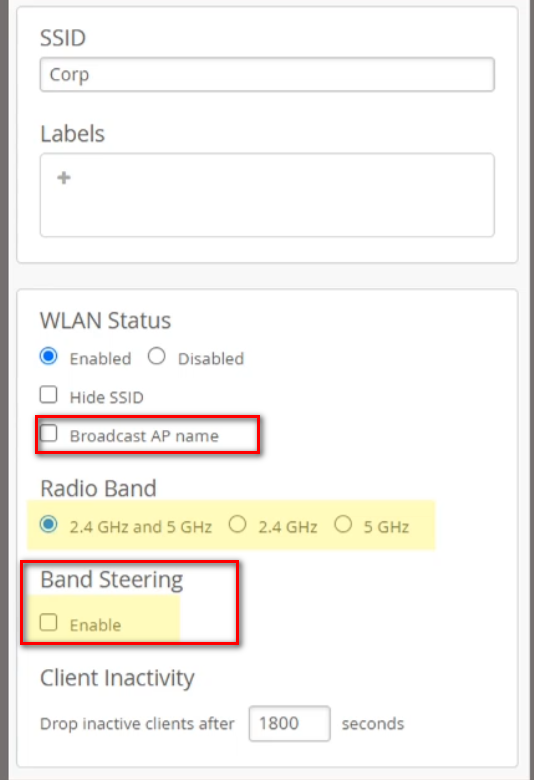 SSID
Corp
Labels
+
WLAN Status
Enabled Disabled
Hide SSID
Broadcast AP name
Radio Band
2.4 GHz and 5 GHz 2.4 GHz 5 GHz
Band Steering
Enable
Client Inactivity
Drop inactive clients after 1800 seconds